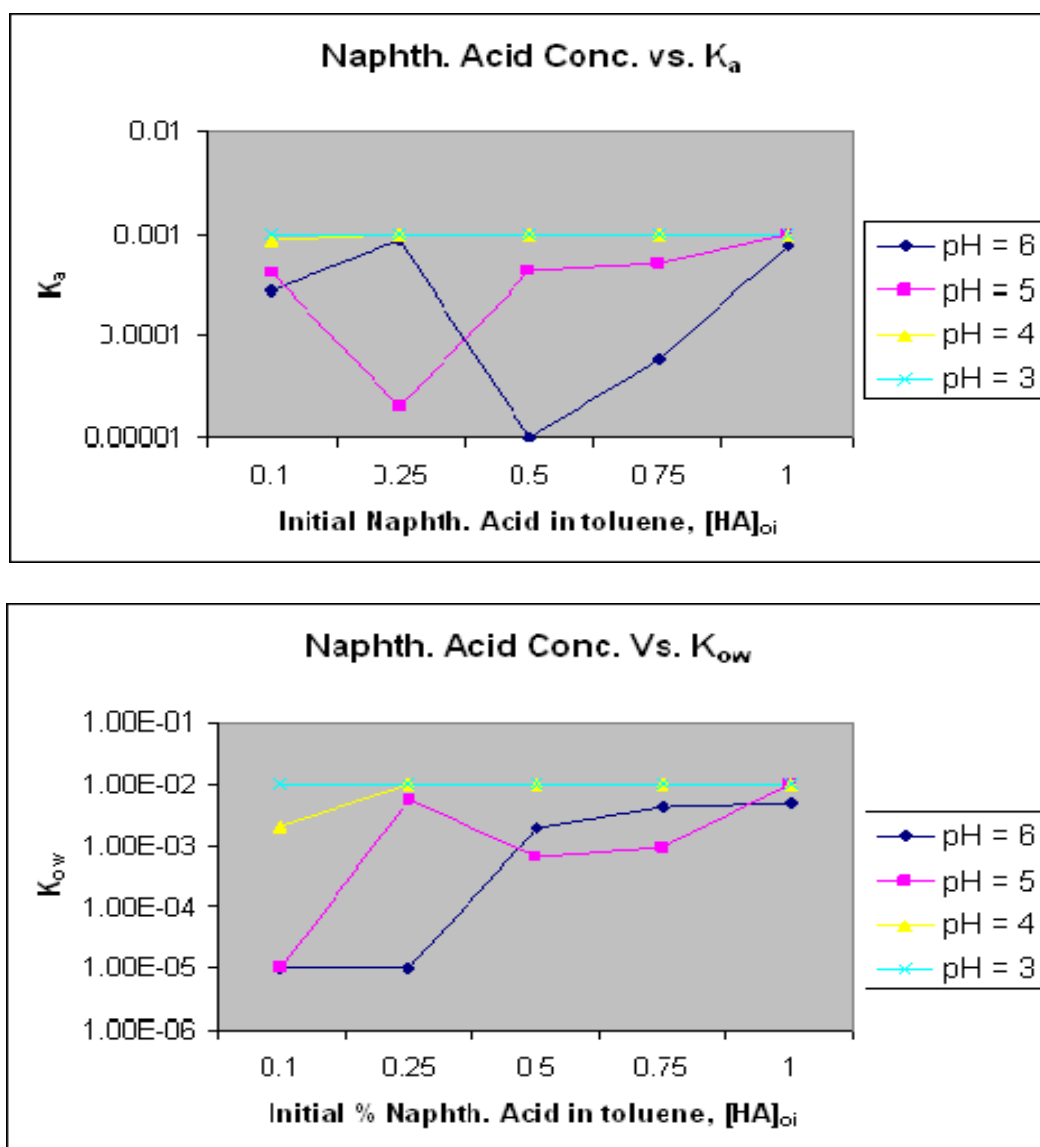 Naphth. Acid Conc. vs. Ka
0.01
0.001
0.0001
0.00001
Ka
0.1 0.25 0.5 0.75 1
Initial Naphth. Acid in toluene, [HA]oi
pH = 6
pH = 5
pH = 4
pH = 3
Naphth. Acid Conc. Vs. Kow
1.00E-01
1.00E-02
1.00E-03
1.00E-04
1.00E-05
1.00E-06
Kow
0.1 0.25 0.5 0.75 1
Initial % Naphth. Acid in toluene, [HA]oi
pH = 6
pH = 5
pH = 4
pH = 3